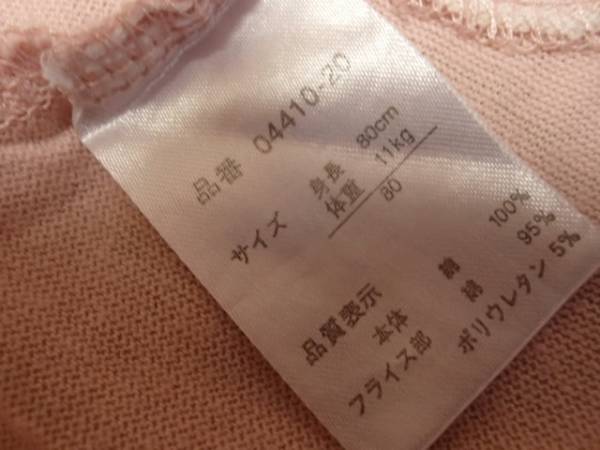 品番 04410-20
サイズ 身長 80cm
体重 11kg
80
品質表示
本体 綿 100%
フライス部 綿 95%
ポリウレタン 5%